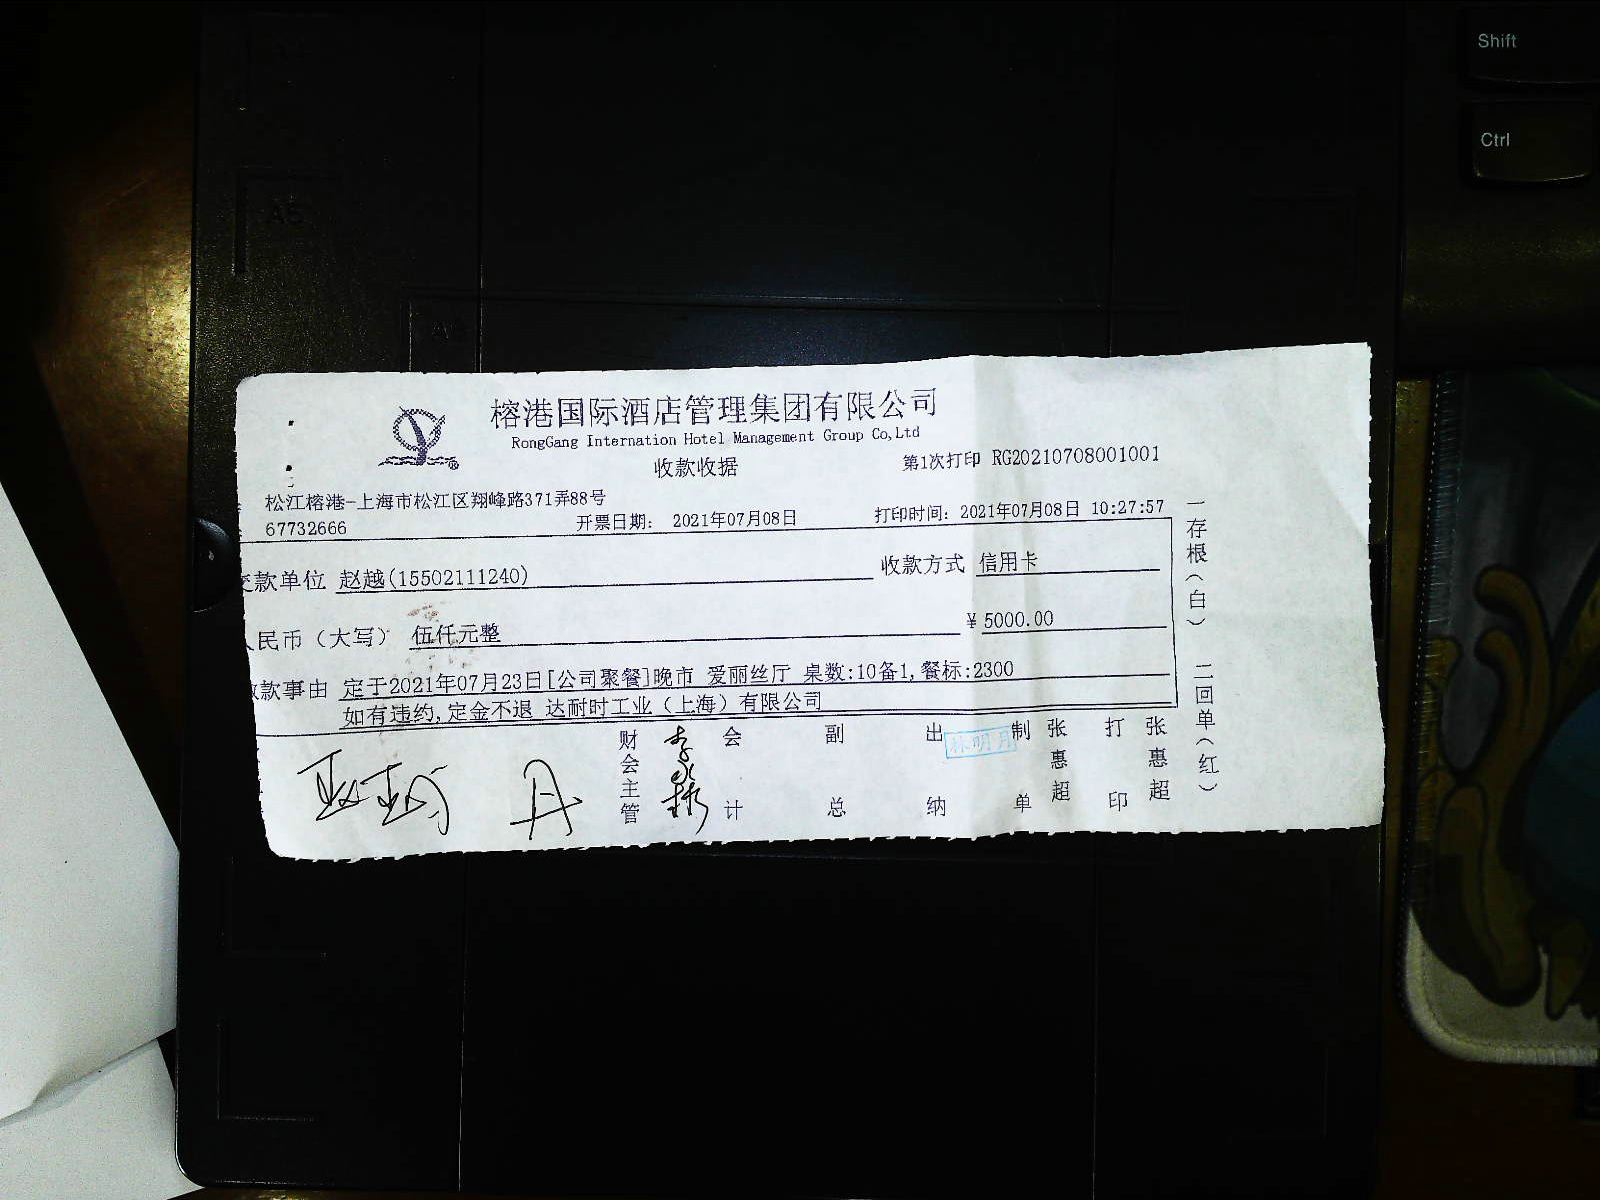 Shift
Ctrl
A5
榕港国际酒店管理集团有限公司
RongGang Internation Hotel Management Group Co,Ltd
收款收据
第1次打印 RG20210708001001
松江榕港-上海市松江区翔峰路371弄88号
67732666 开票日期: 2021年07月08日 打印时间: 2021年07月08日 10:27:57
款单位 赵越(15502111240) 收款方式 信用卡
民币(大写) 伍仟元整 ¥5000.00
款事由 定于2021年07月23日[公司聚餐]晚市 爱丽丝厅 桌数:10备1,餐标:2300
如有违约,定金不退 达耐时工业(上海)有限公司
财会主管 会计 副总 出纳 林明月 制单 张惠超 打印 张惠超
一存根(白) 二回单(红)